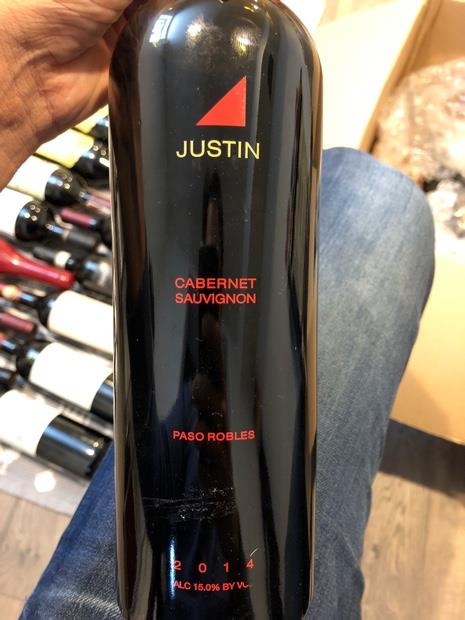 JUSTIN
CABERNET
SAUVIGNON
PASO ROBLES
2014
ALC 15.0% BY